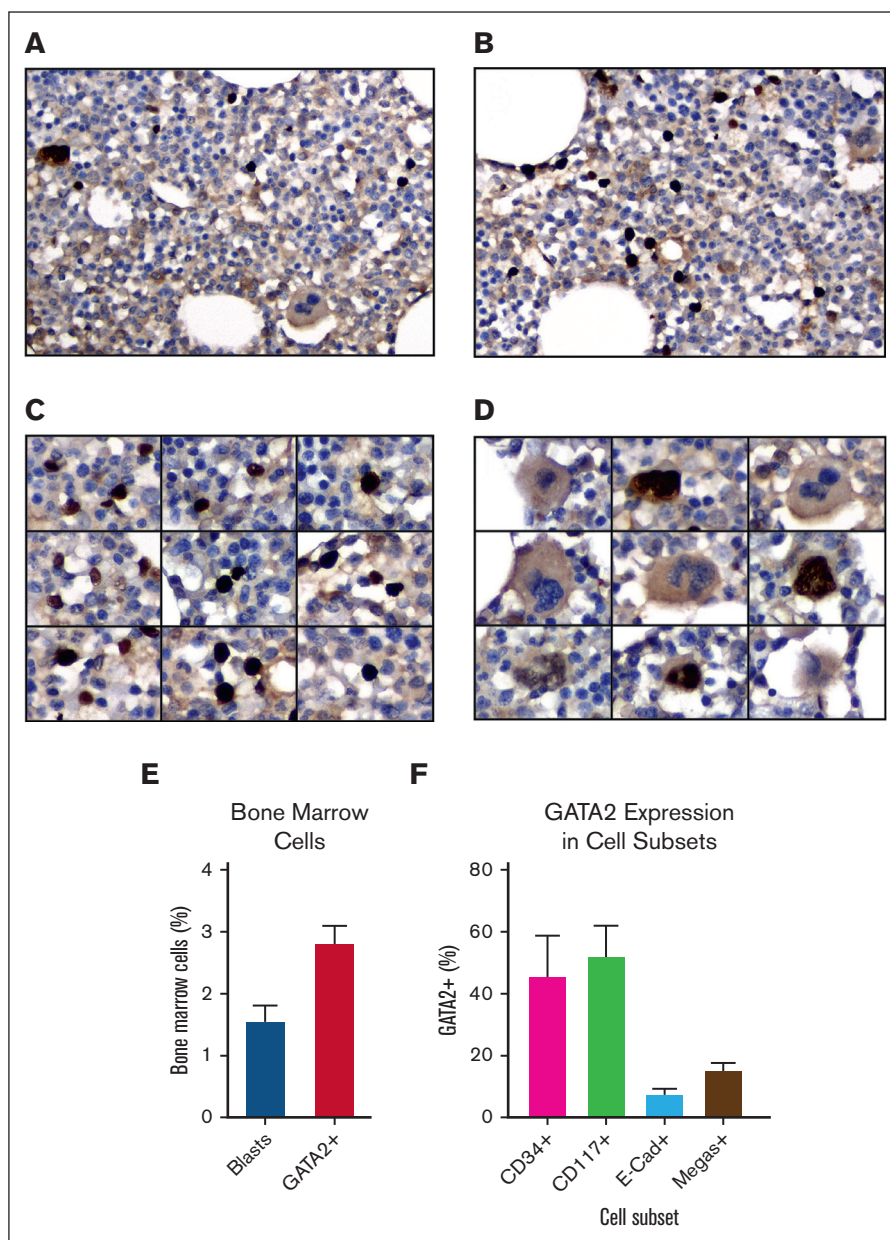 A
B
C
D
E
F
Bone Marrow
Cells
GATA2 Expression
in Cell Subsets
Bone marrow cells (%)
4
3
2
1
0
Blasts
GATA2+
GATA2+ (%)
80
60
40
20
0
CD34+
CD117+
E-Cad+
Megas+
Cell subset